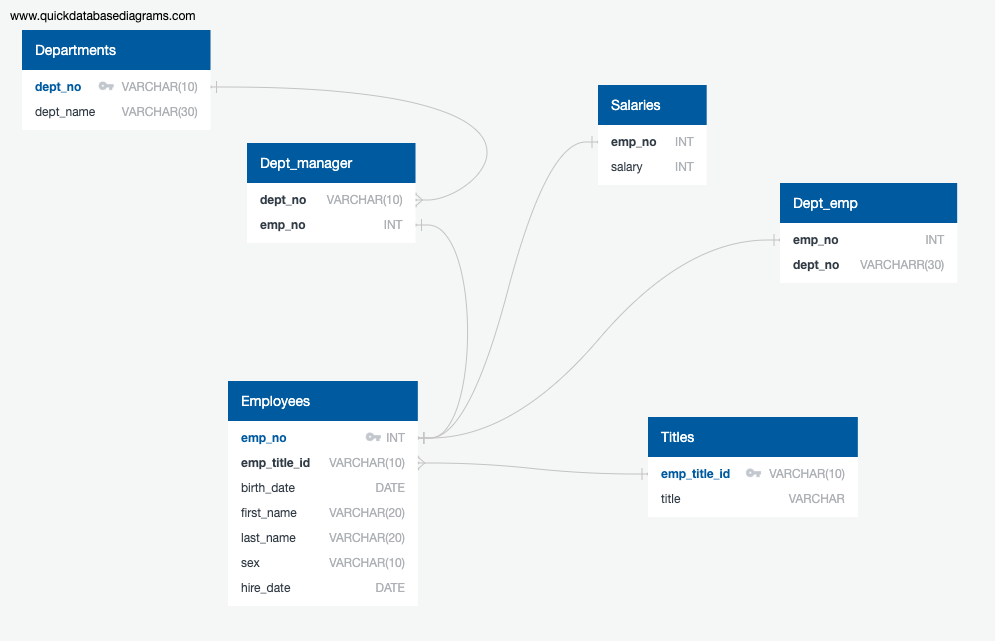 www.quickdatabasediagrams.com
Departments
dept_no VARCHAR(10)
dept_name VARCHAR(30)
Dept_manager
dept_no VARCHAR(10)
emp_no INT
Salaries
emp_no INT
salary INT
Dept_emp
emp_no INT
dept_no VARCHARR(30)
Employees
emp_no INT
emp_title_id VARCHAR(10)
birth_date DATE
first_name VARCHAR(20)
last_name VARCHAR(20)
sex VARCHAR(10)
hire_date DATE
Titles
emp_title_id VARCHAR(10)
title VARCHAR